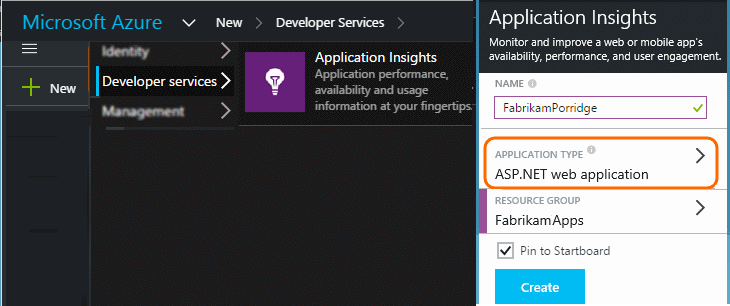 Microsoft Azure New Developer Services
Identity
Developer services
Management
New
Application Insights
Application performance,
availability and usage
information at your fingertips.
Application Insights
Monitor and improve a web or mobile app's
availability, performance, and user engagement.
NAME
FabrikamPorridge
APPLICATION TYPE
ASP.NET web application
RESOURCE GROUP
FabrikamApps
Pin to Startboard
Create